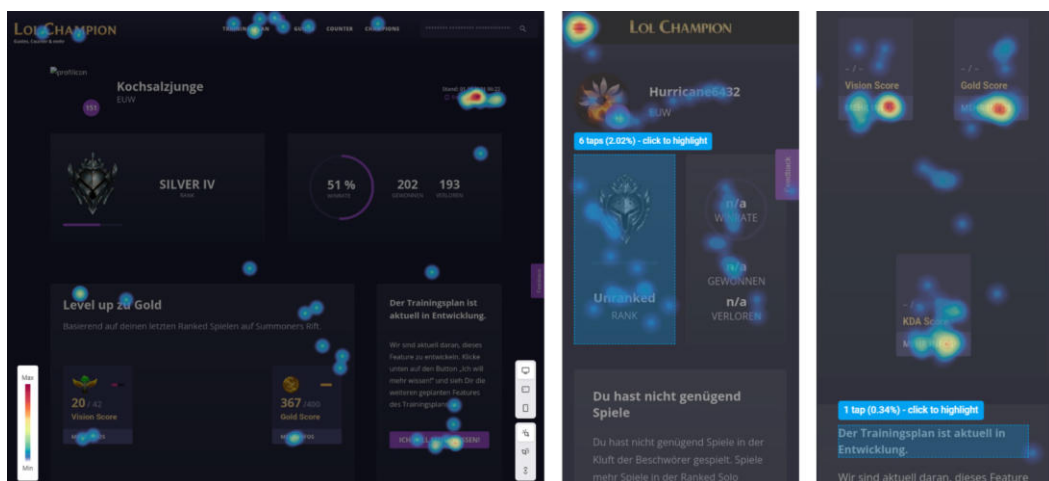 LOL CHAMPION
Guides, Counter & mehr
COUNTER
profilicon
Kochsalzjunge
EUW
151
SILVER IV
RANK
51 %
WINRATE
202
GEWONNEN
193
VERLOREN
Feedback
Level up zu Gold
Basierend auf deinen letzten Ranked Spielen auf Summoners Rift.
20 / 42
Vision Score
367 /400
Gold Score
Der Trainingsplan ist
aktuell in Entwicklung.
Wir sind aktuell daran, dieses
Feature zu entwickeln. Klicke
unten auf den Button „Ich will
mehr wissen!" und sieh Dir die
weiteren geplanten Features
des Trainingsplans
Max
Min
LOL CHAMPION
Hurricane6432
EUW
6 taps (2.02%) - click to highlight
Unranked
RANK
n/a
WINRATE
n/a
GEWONNEN
n/a
VERLOREN
Feedback
Du hast nicht genügend
Spiele
Du hast nicht genügend Spiele in der
Kluft der Beschwörer gespielt. Spiele
mehr Spiele in der Ranked Solo
– / –
Vision Score
– / –
Gold Score
KDA Score
1 tap (0.34%) - click to highlight
Der Trainingsplan ist aktuell in
Entwicklung.
Wir sind aktuell daran, dieses Feature